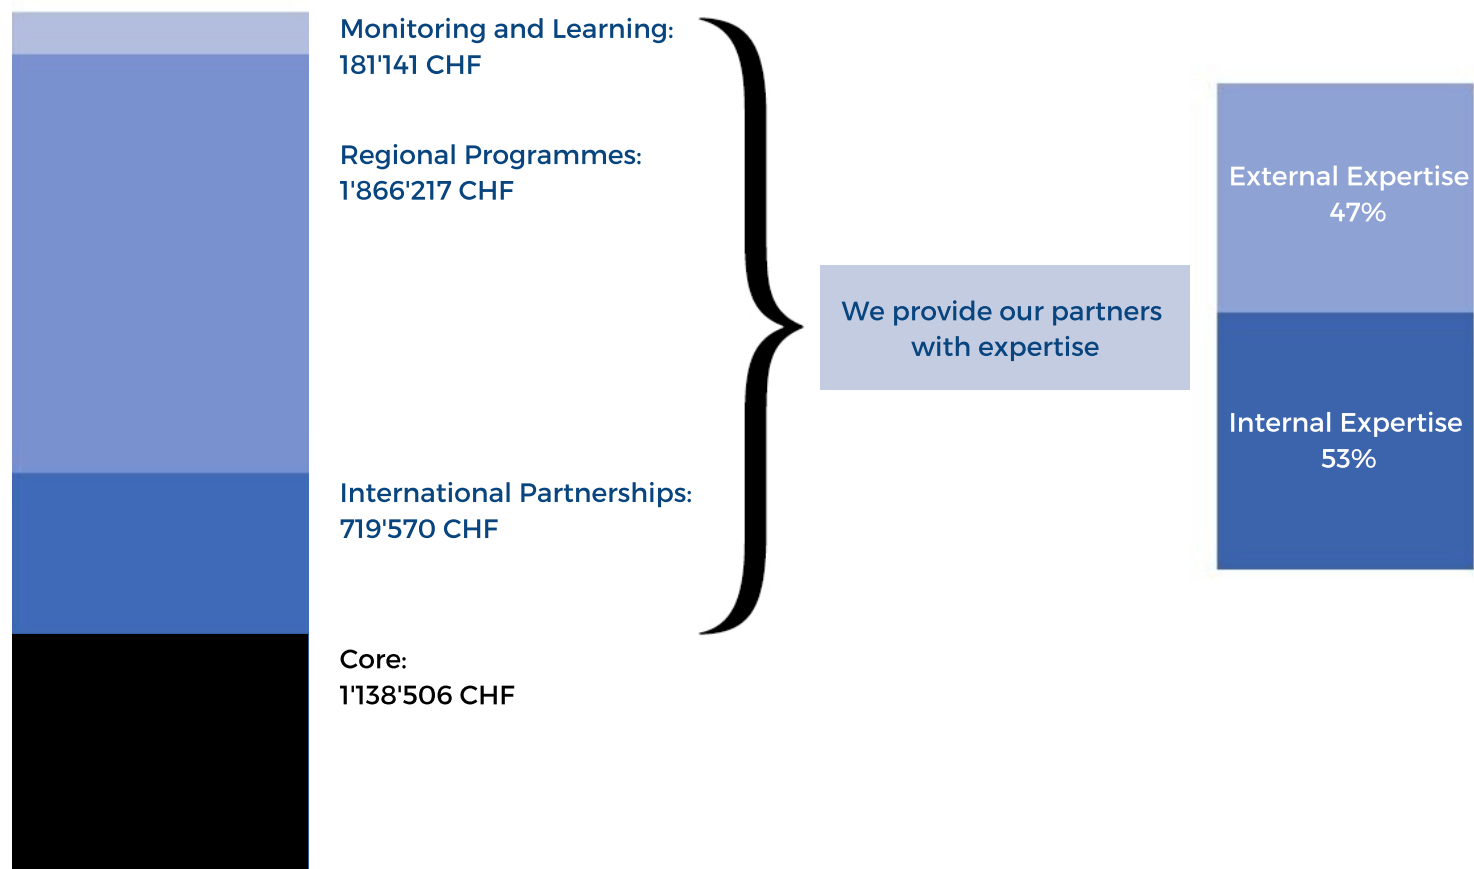 Monitoring and Learning:
181'141 CHF
Regional Programmes:
1'866'217 CHF
International Partnerships:
719'570 CHF
Core:
1'138'506 CHF
We provide our partners
with expertise
External Expertise
47%
Internal Expertise
53%